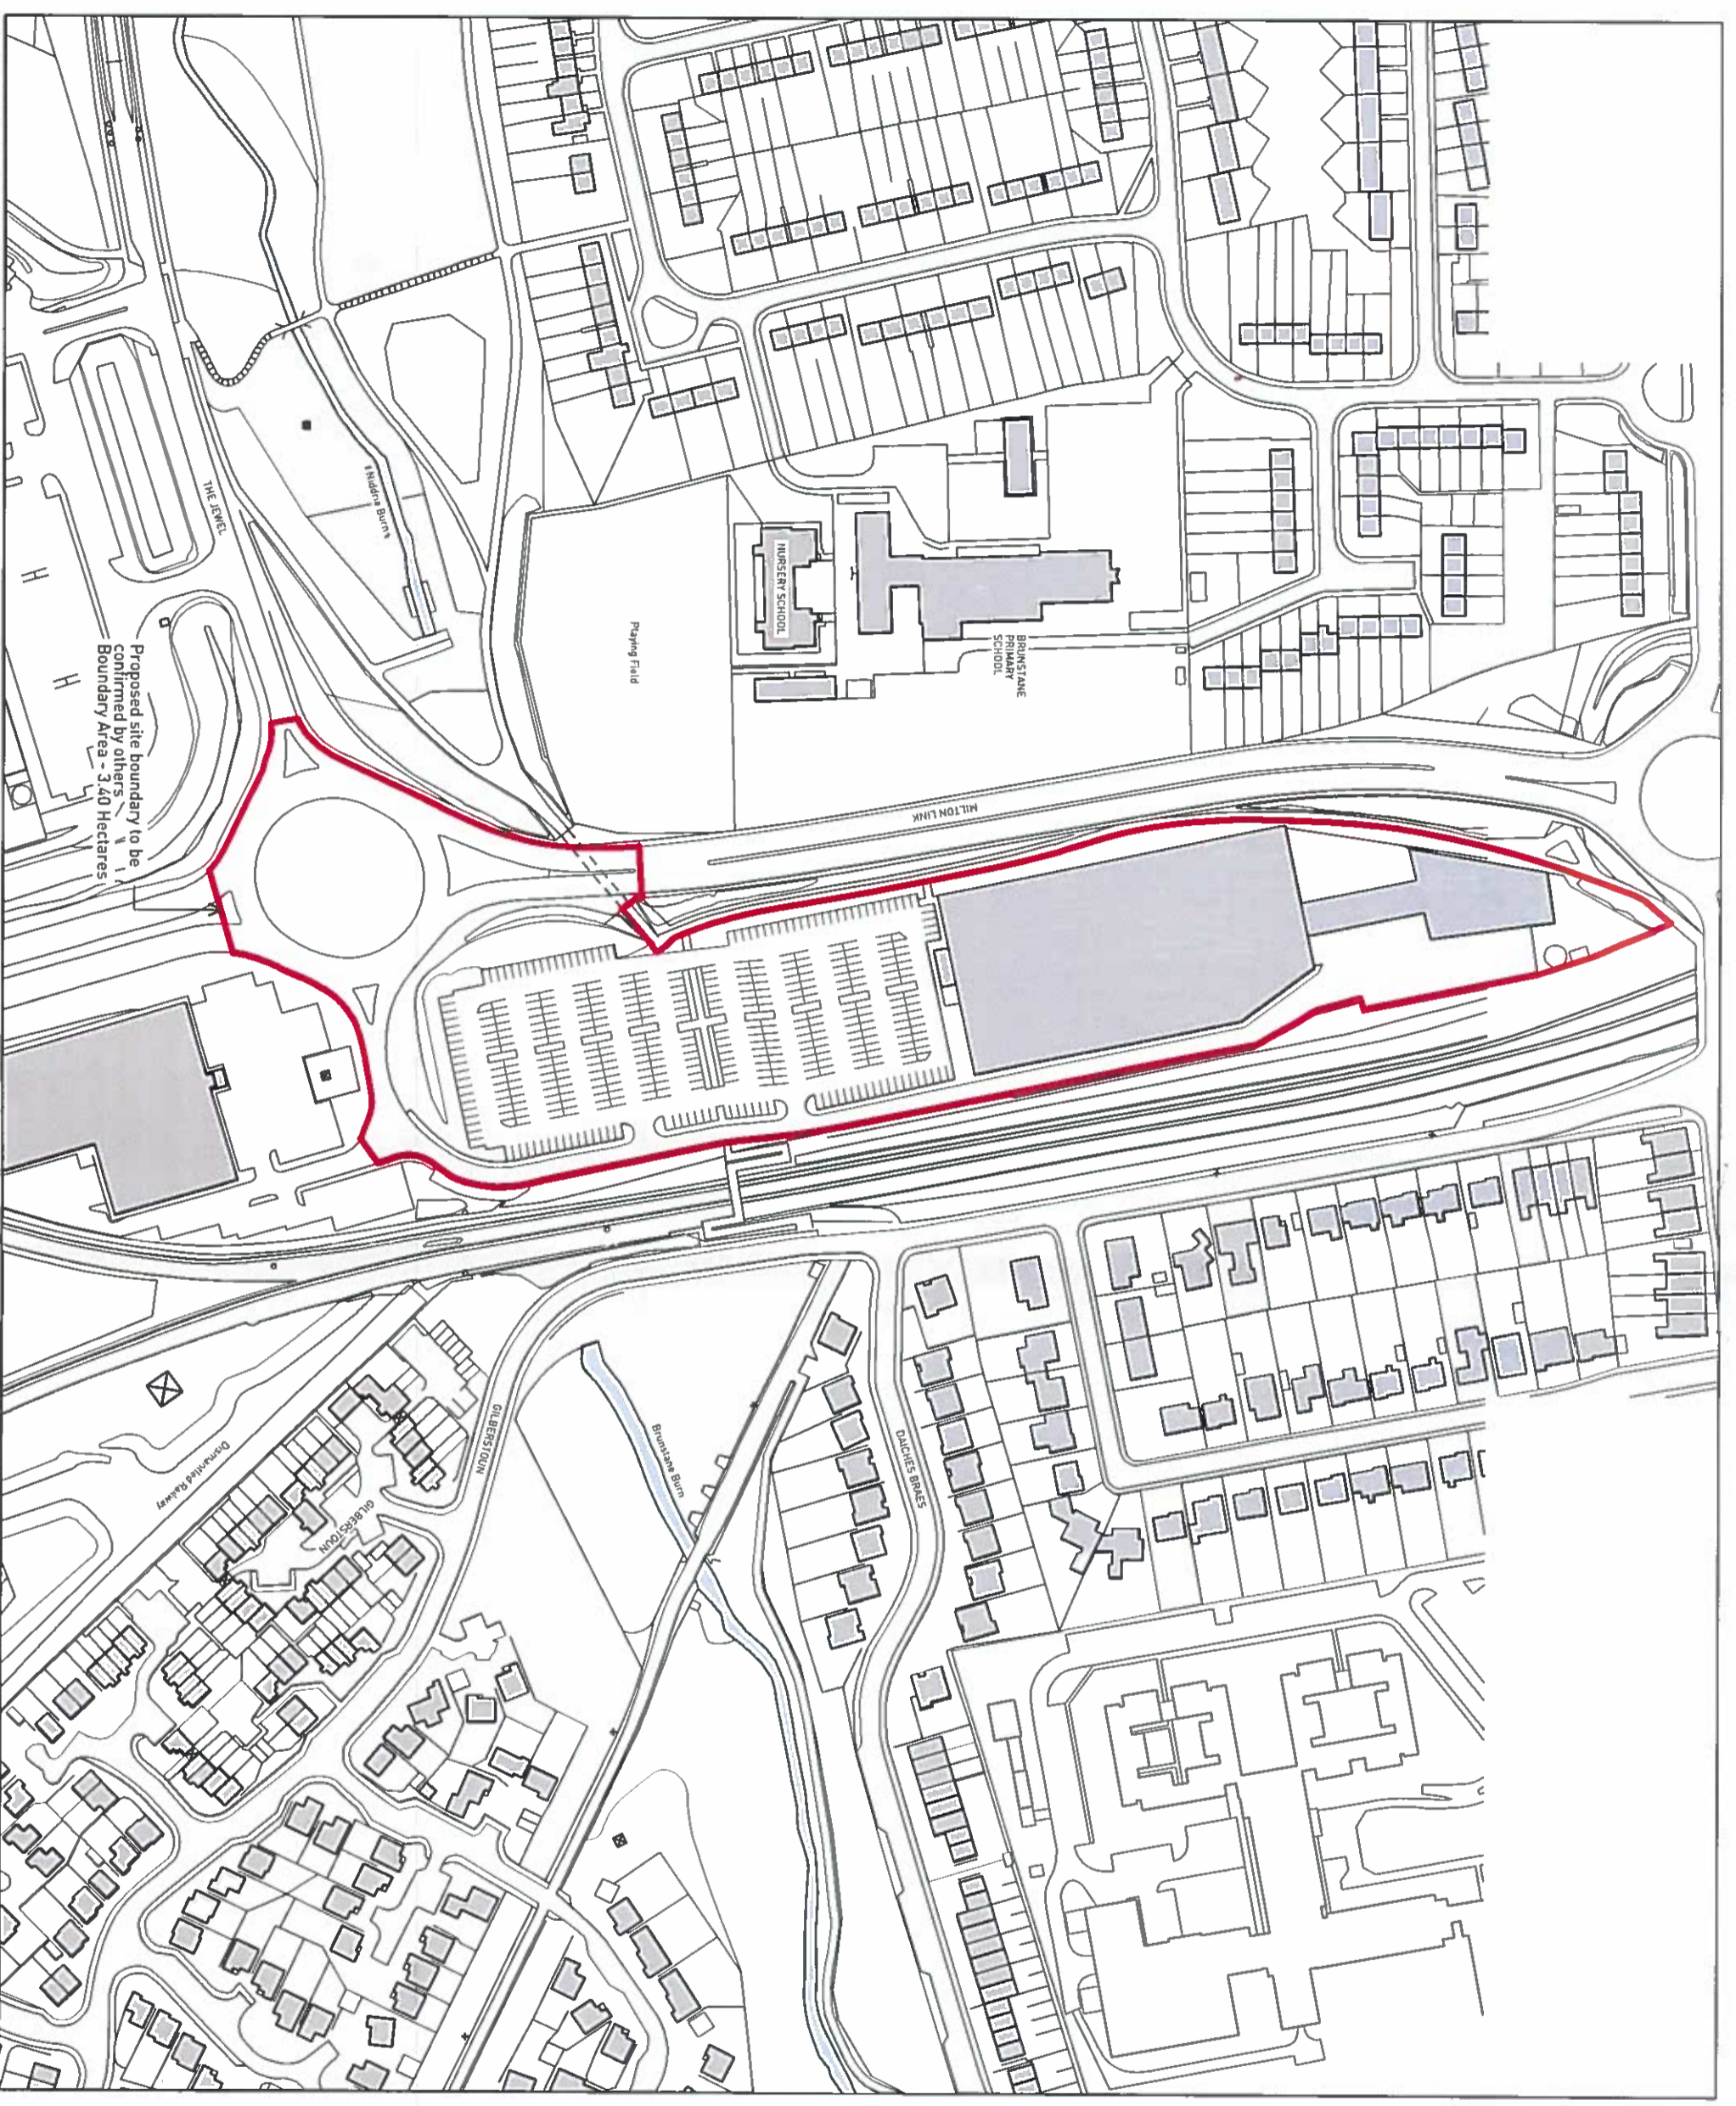 THE JEWEL
Niddrie Burn
Playing Field
NURSERY SCHOOL
BRUNSTANE
PRIMARY
SCHOOL
MILTON LINK
Proposed site boundary to be
confirmed by others
Boundary Area - 3.40 Hectares
H
H
Dismantled Railway
GILBERSTOUN
GILBERSTOUN
Brunstane Burn
DAICHES BRAES